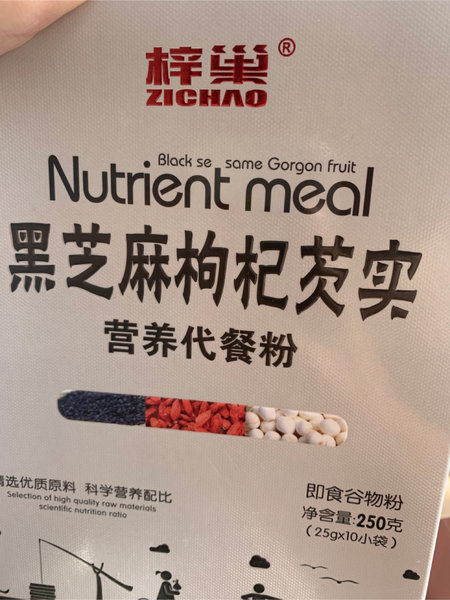 梓巢®
ZICHAO
Black se same Gorgon fruit
Nutrient meal
黑芝麻枸杞芡实
营养代餐粉
精选优质原料 科学营养配比
Selection of high quality raw materials
scientific nutrition ratio
即食谷物粉
净含量:250克
(25gx10小袋)